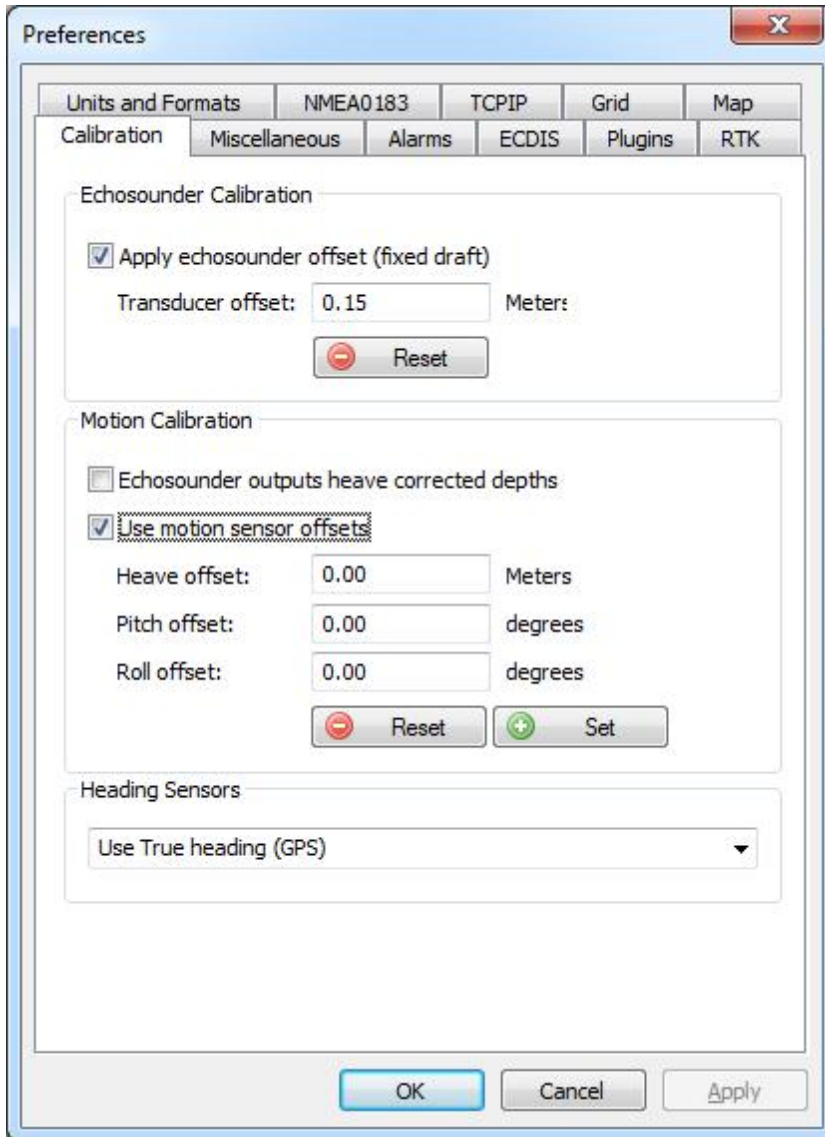 Preferences
Units and Formats NMEA0183 TCPIP Grid Map
Calibration Miscellaneous Alarms ECDIS Plugins RTK
Echosounder Calibration
Apply echosounder offset (fixed draft)
Transducer offset: 0.15 Meters
Reset
Motion Calibration
Echosounder outputs heave corrected depths
Use motion sensor offsets
Heave offset: 0.00 Meters
Pitch offset: 0.00 degrees
Roll offset: 0.00 degrees
Reset Set
Heading Sensors
Use True heading (GPS)
OK Cancel Apply